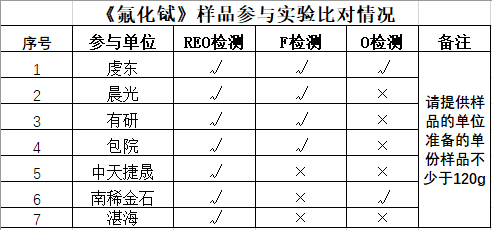 《氟化铽》样品参与实验比对情况
序号 参与单位 REO检测 F检测 O检测 备注
1 虔东 √ √ √
2 晨光 √ √ ×
3 有研 √ √ ×
4 包院 √ √ ×
5 中天捷晟 √ × ×
6 南稀金石 √ × √
7 湛海 √ × ×
请提供样
品的单位
准备的单
份样品不
少于120g